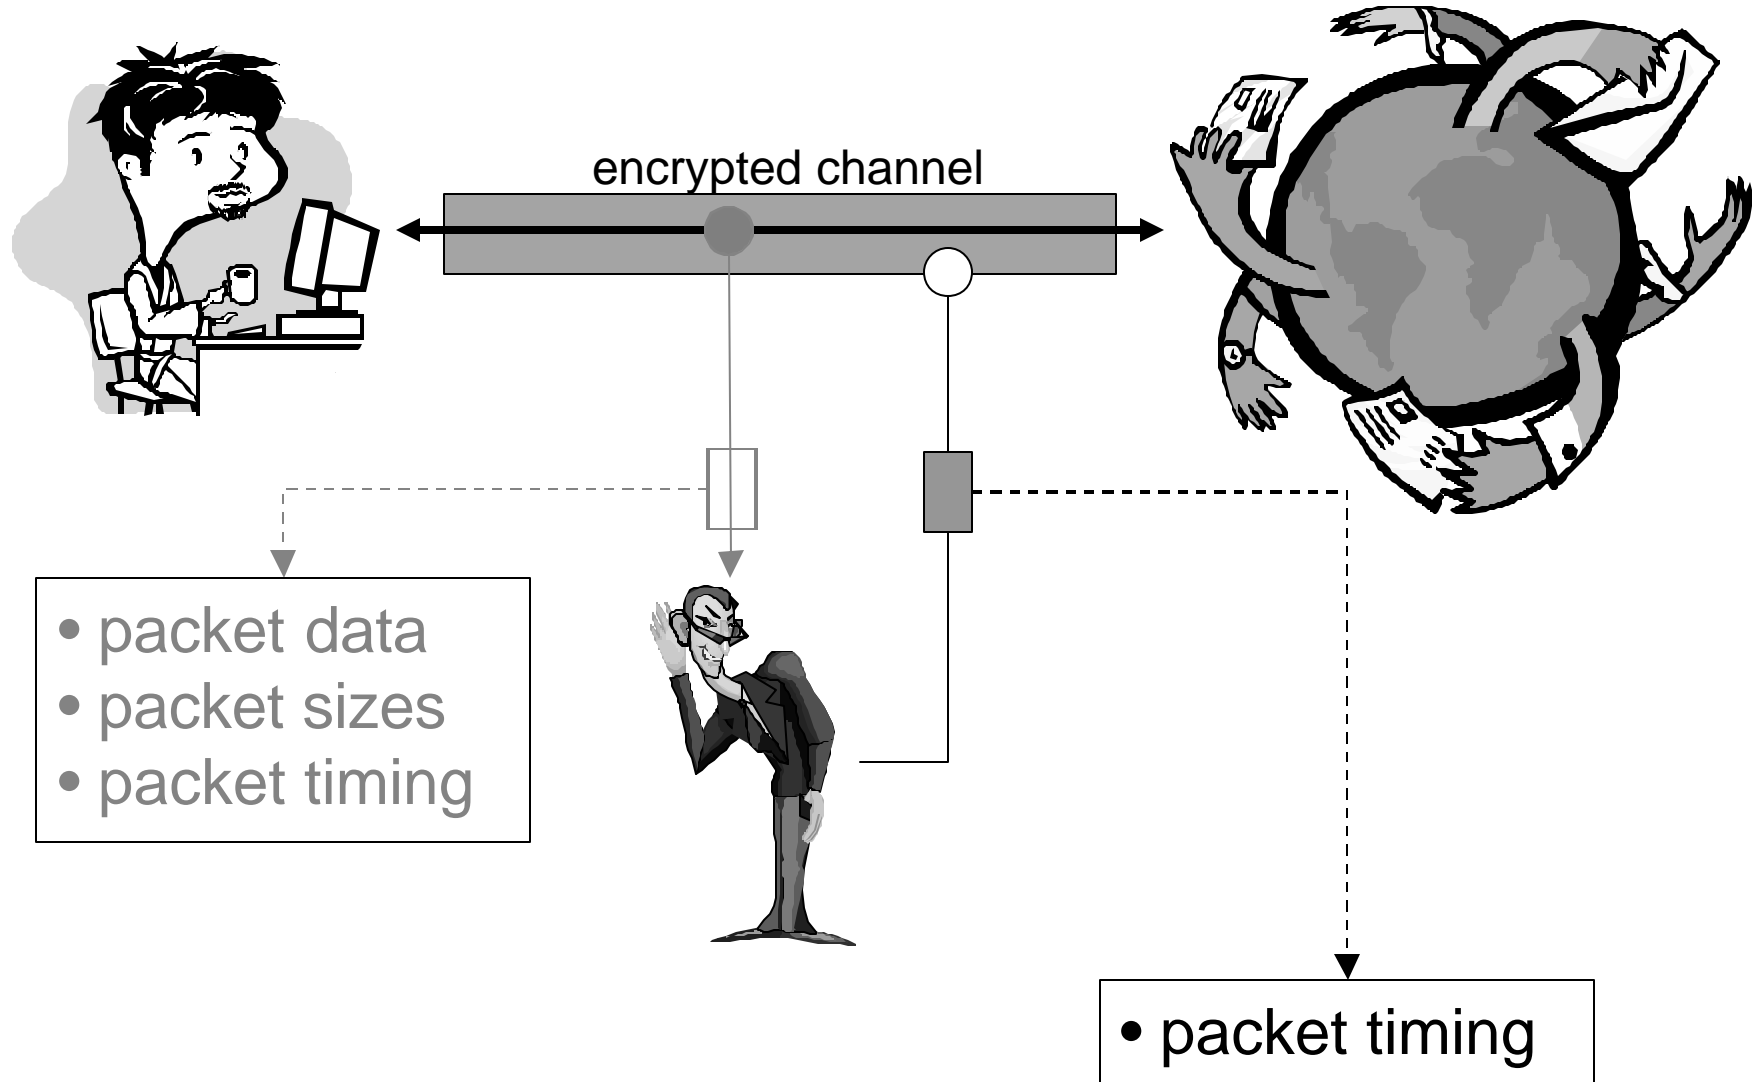 encrypted channel
• packet data
• packet sizes
• packet timing
• packet timing